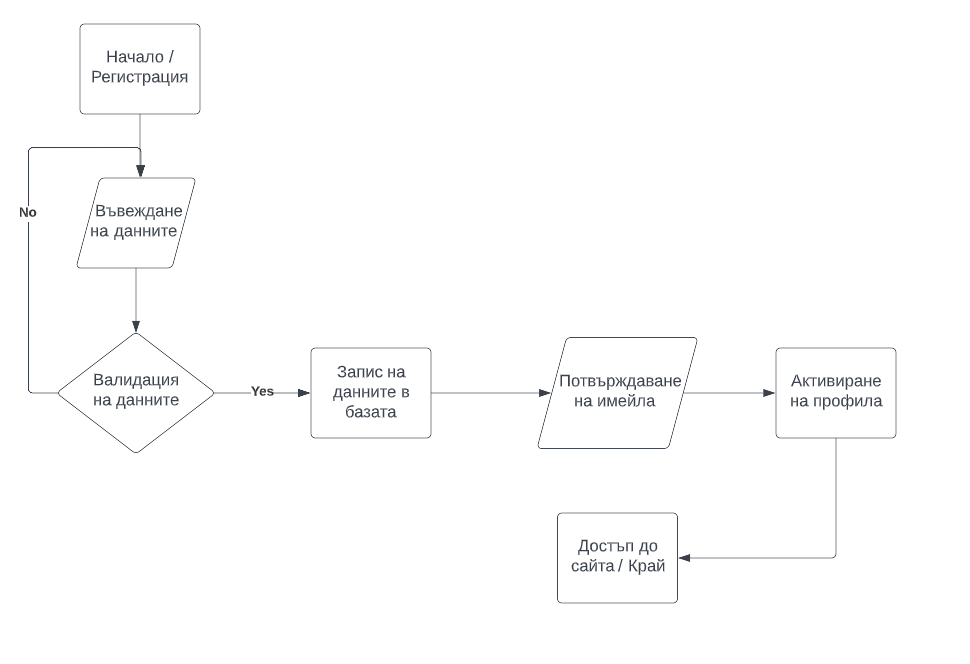 Начало /
Регистрация
No
Въвеждане
на данните
Валидация
на данните
Yes
Запис на
данните в
базата
Потвърждаване
на имейла
Активиране
на профила
Достъп до
сайта / Край